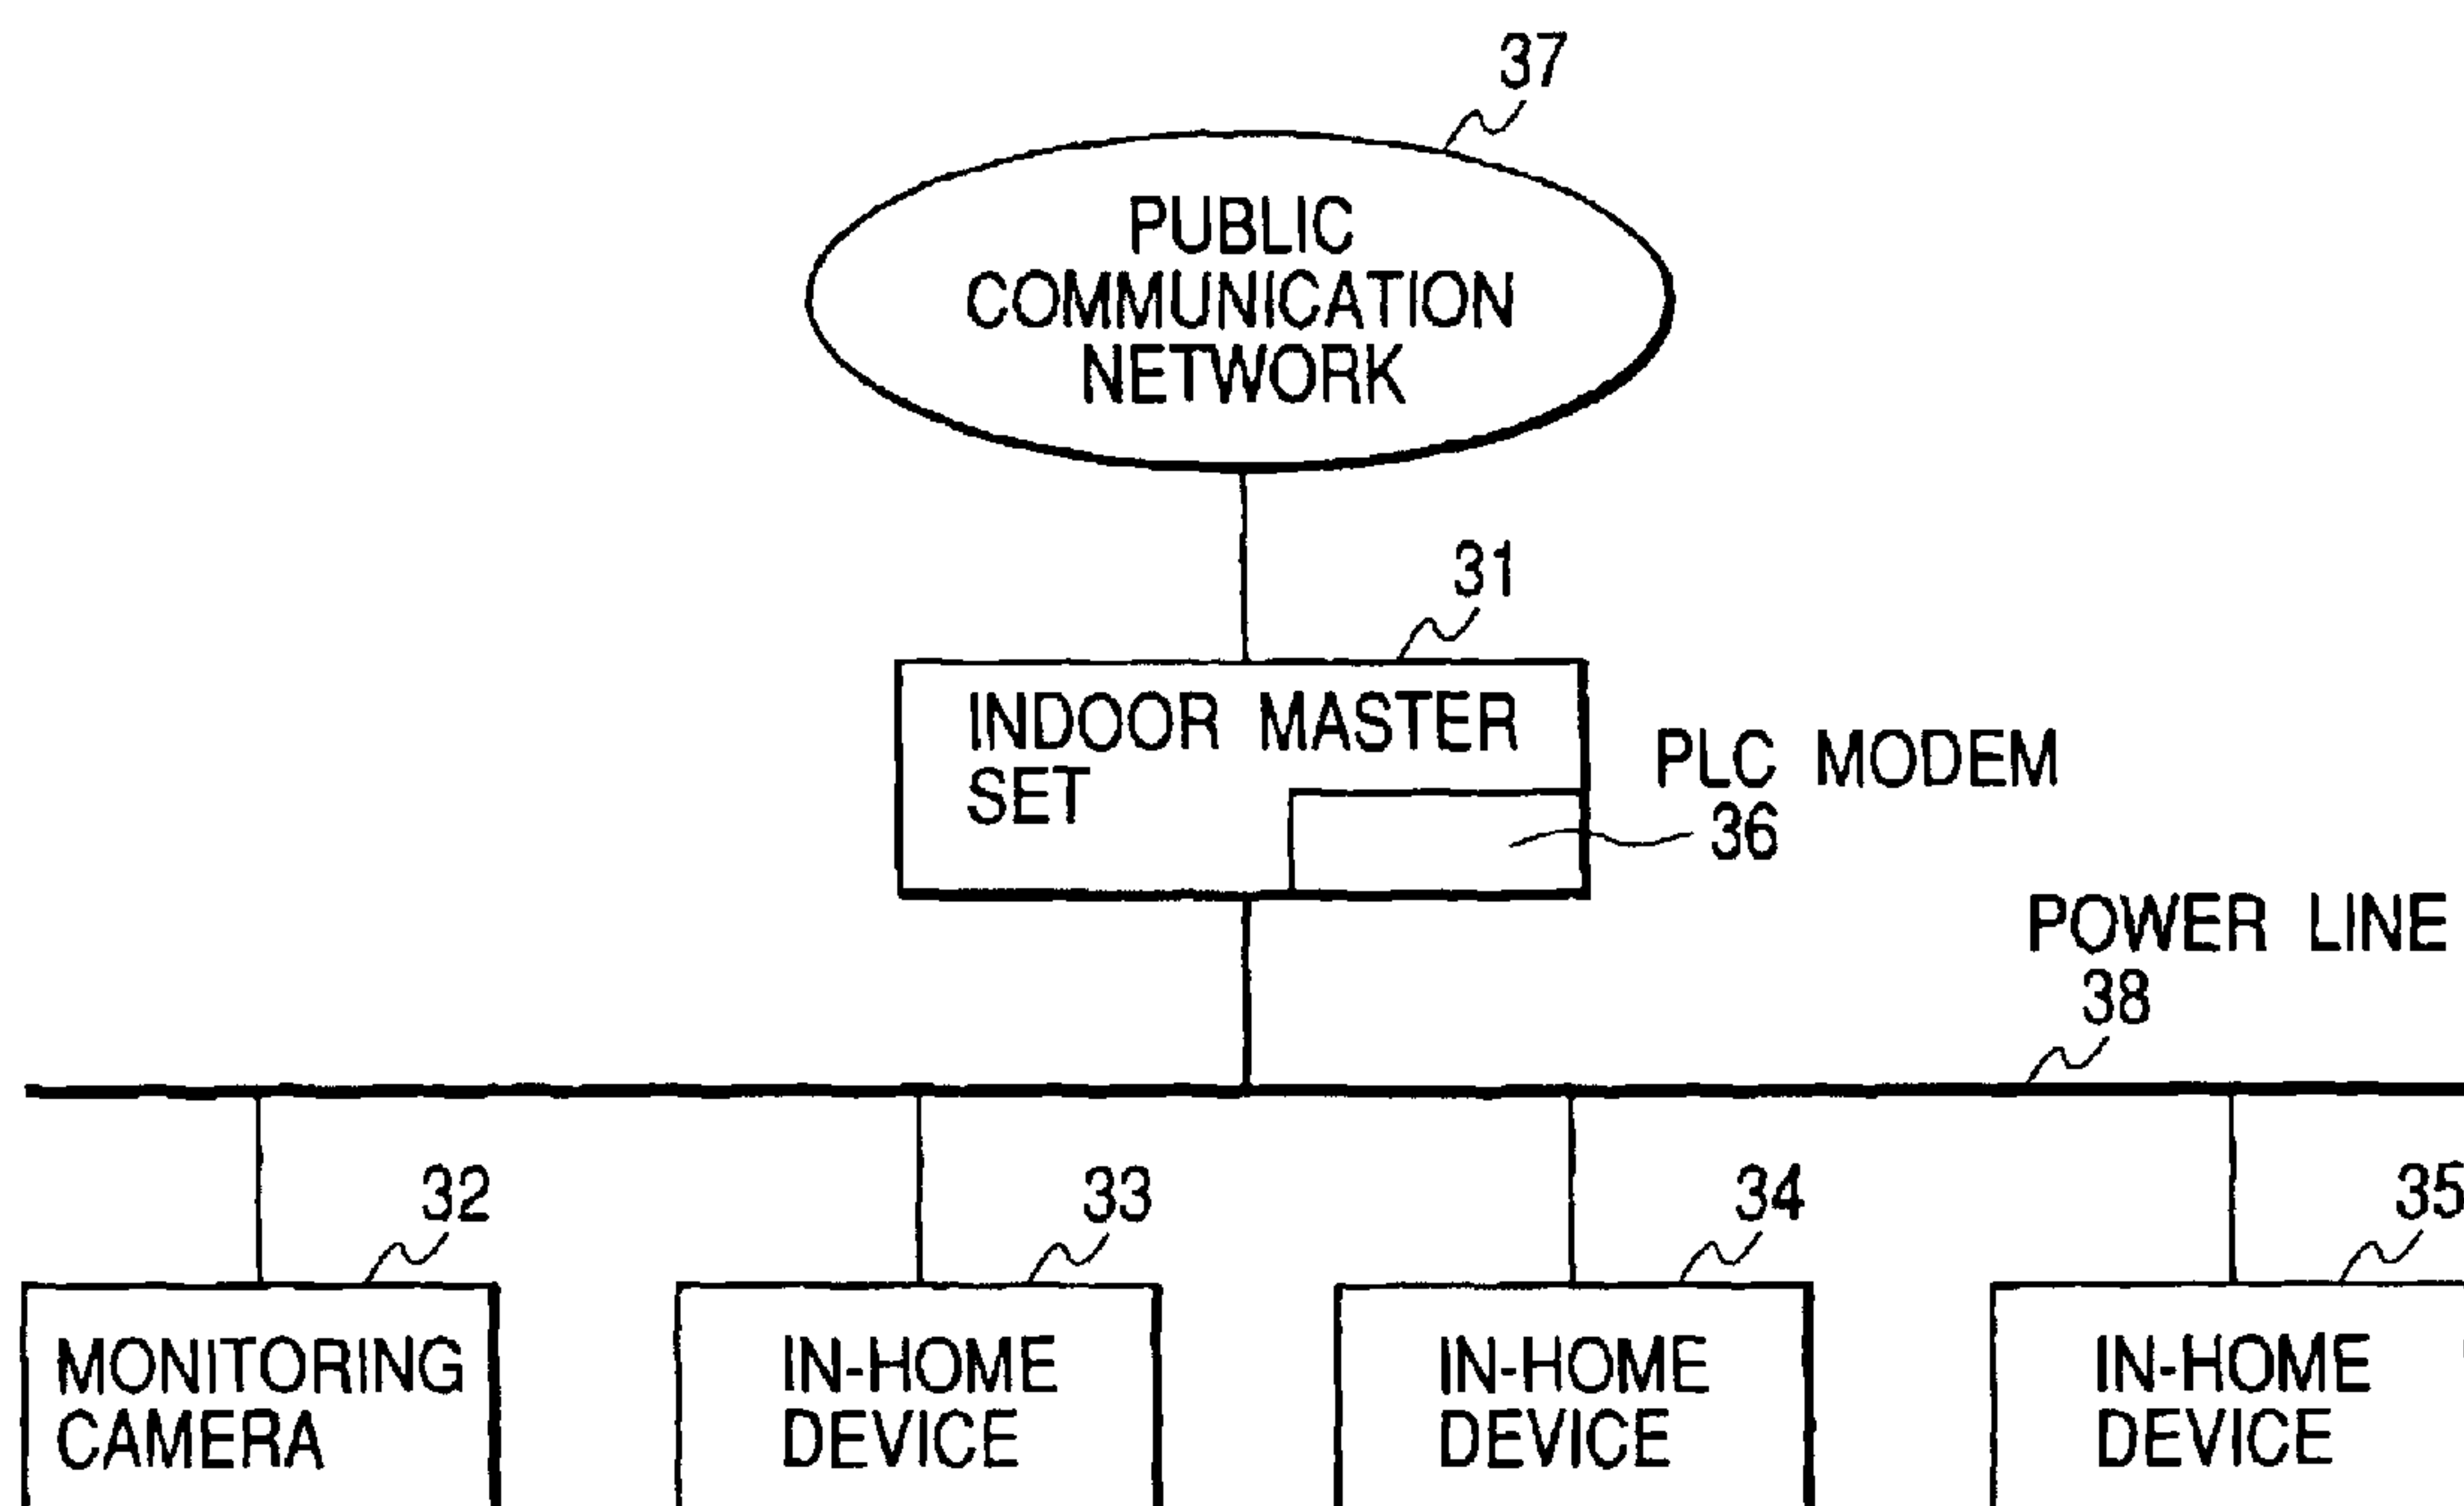 37
PUBLIC
COMMUNICATION
NETWORK
31
INDOOR MASTER
SET
PLC MODEM
36
POWER LINE
38
32
33
34
35
MONITORING
CAMERA
IN-HOME
DEVICE
IN-HOME
DEVICE
IN-HOME
DEVICE